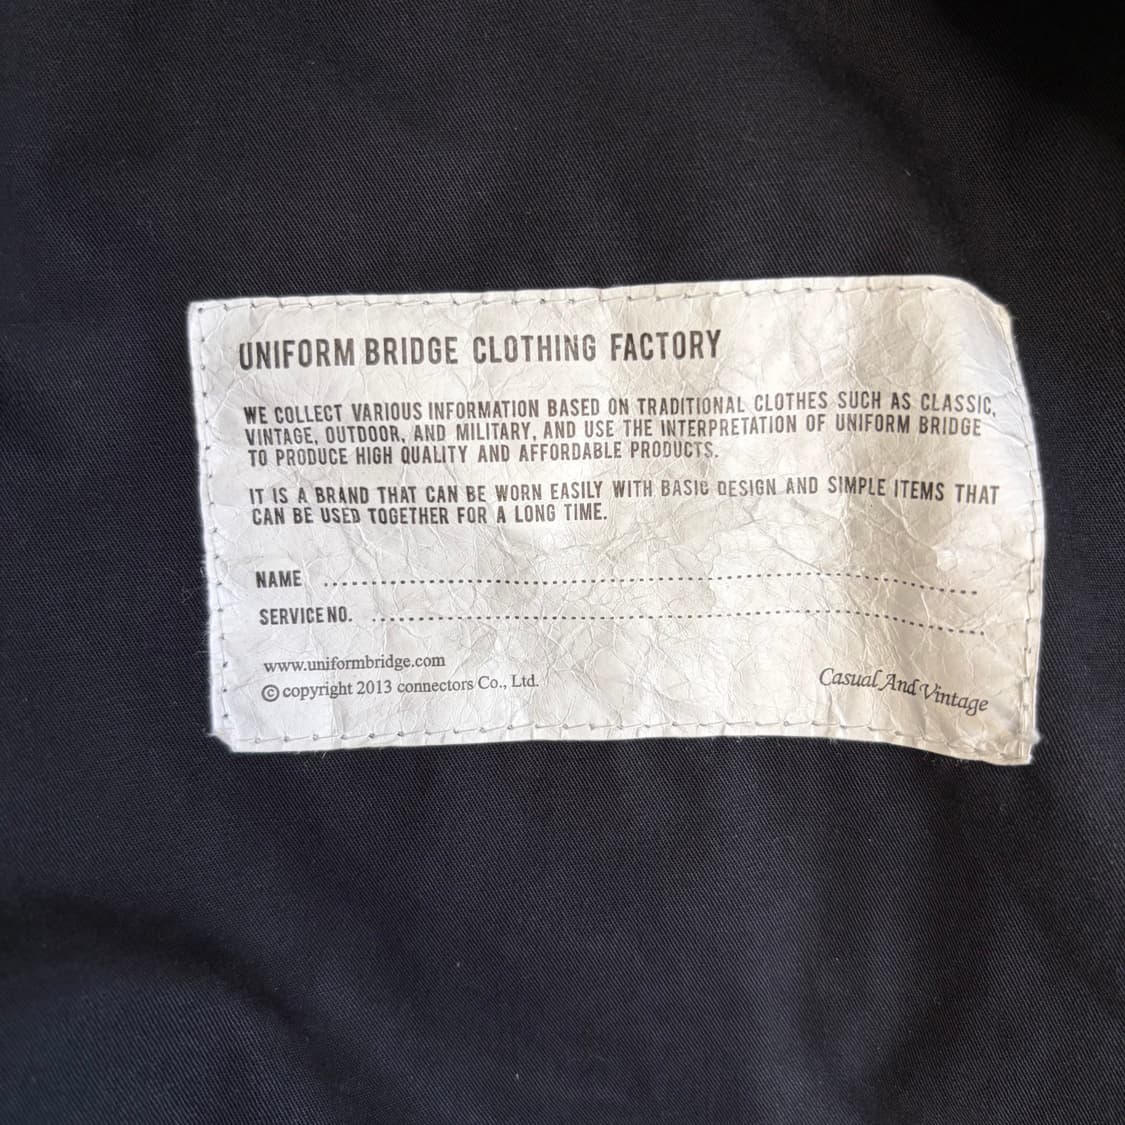 UNIFORM BRIDGE CLOTHING FACTORY
WE COLLECT VARIOUS INFORMATION BASED ON TRADITIONAL CLOTHES SUCH AS CLASSIC,
VINTAGE, OUTDOOR, AND MILITARY, AND USE THE INTERPRETATION OF UNIFORM BRIDGE
TO PRODUCE HIGH QUALITY AND AFFORDABLE PRODUCTS.
IT IS A BRAND THAT CAN BE WORN EASILY WITH BASIC DESIGN AND SIMPLE ITEMS THAT
CAN BE USED TOGETHER FOR A LONG TIME.
NAME
SERVICE NO.
www.uniformbridge.com
© copyright 2013 connectors Co., Ltd.
Casual And Vintage